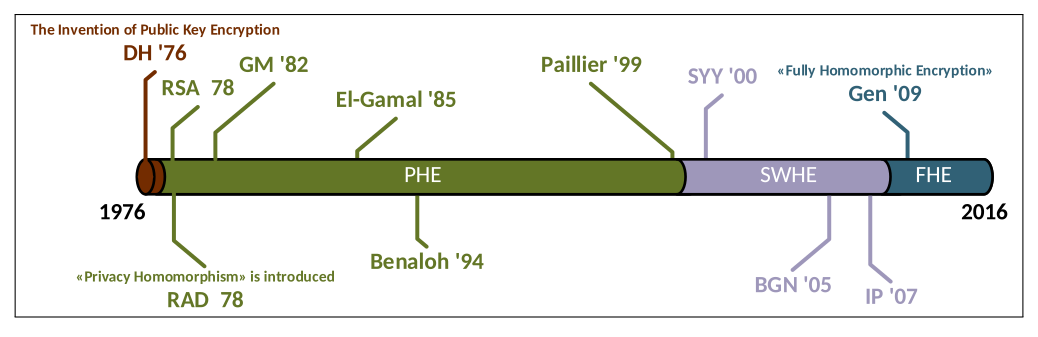 The Invention of Public Key Encryption
DH '76
RSA  78
GM '82
El-Gamal '85
Paillier '99
SYY '00
«Fully Homomorphic Encryption»
Gen '09
PHE
SWHE
FHE
1976
2016
«Privacy Homomorphism» is introduced
RAD  78
Benaloh '94
BGN '05
IP '07